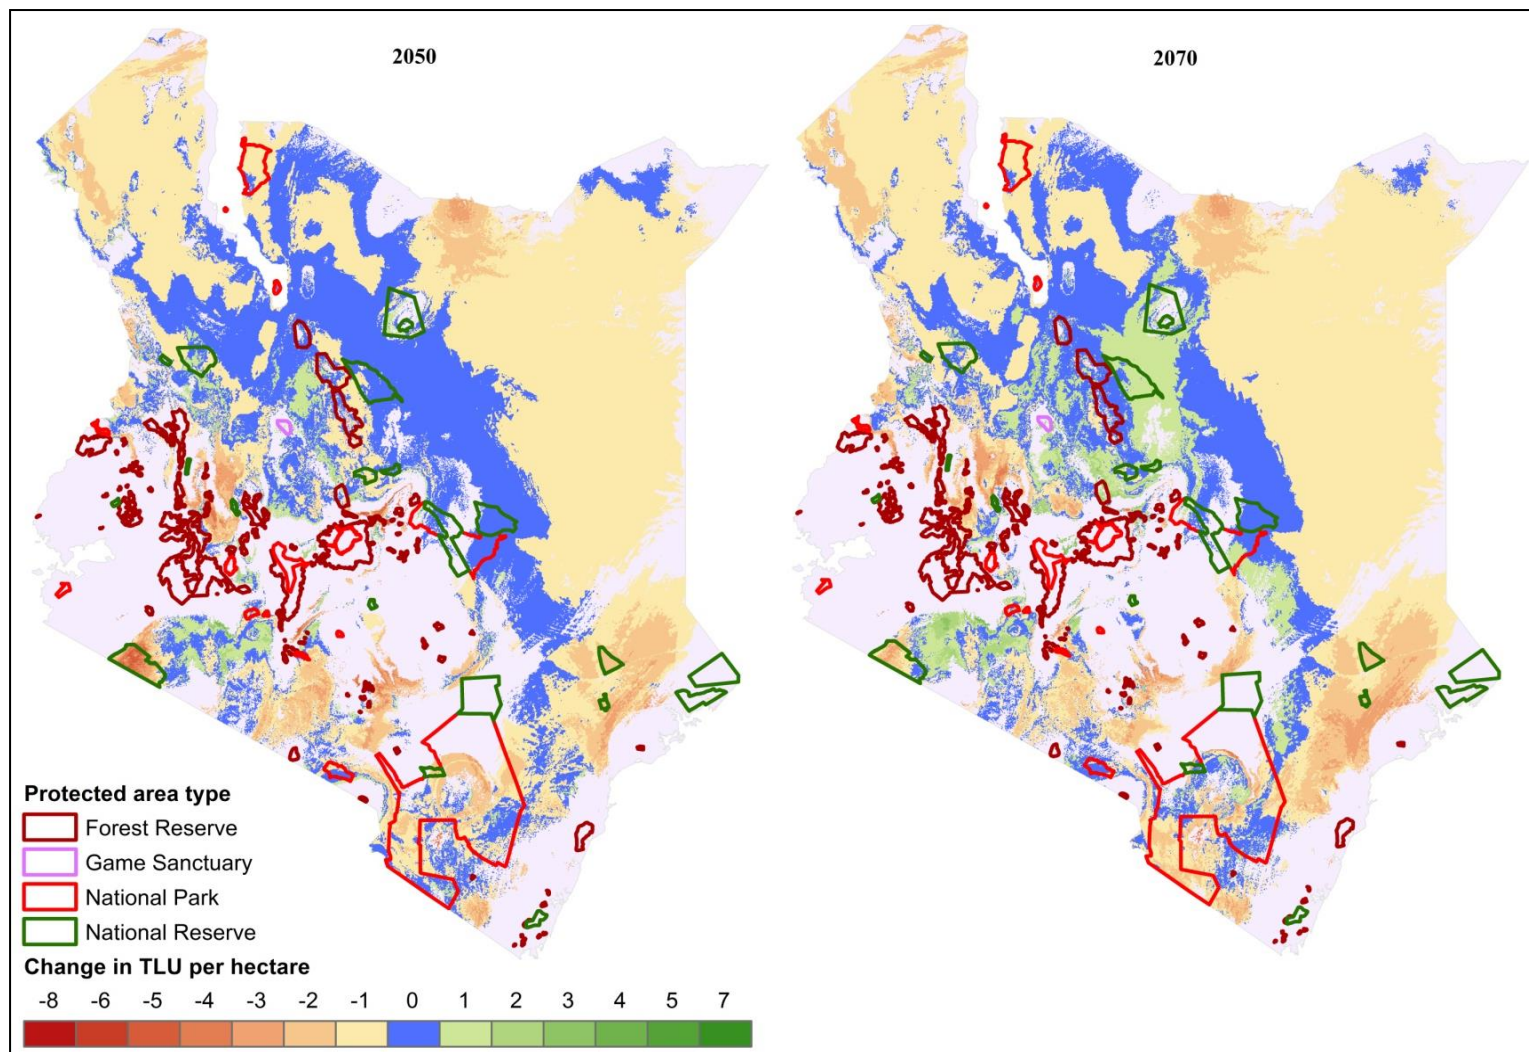 2050
2070
Protected area type
Forest Reserve
Game Sanctuary
National Park
National Reserve
Change in TLU per hectare
-8 -6 -5 -4 -3 -2 -1 0 1 2 3 4 5 7